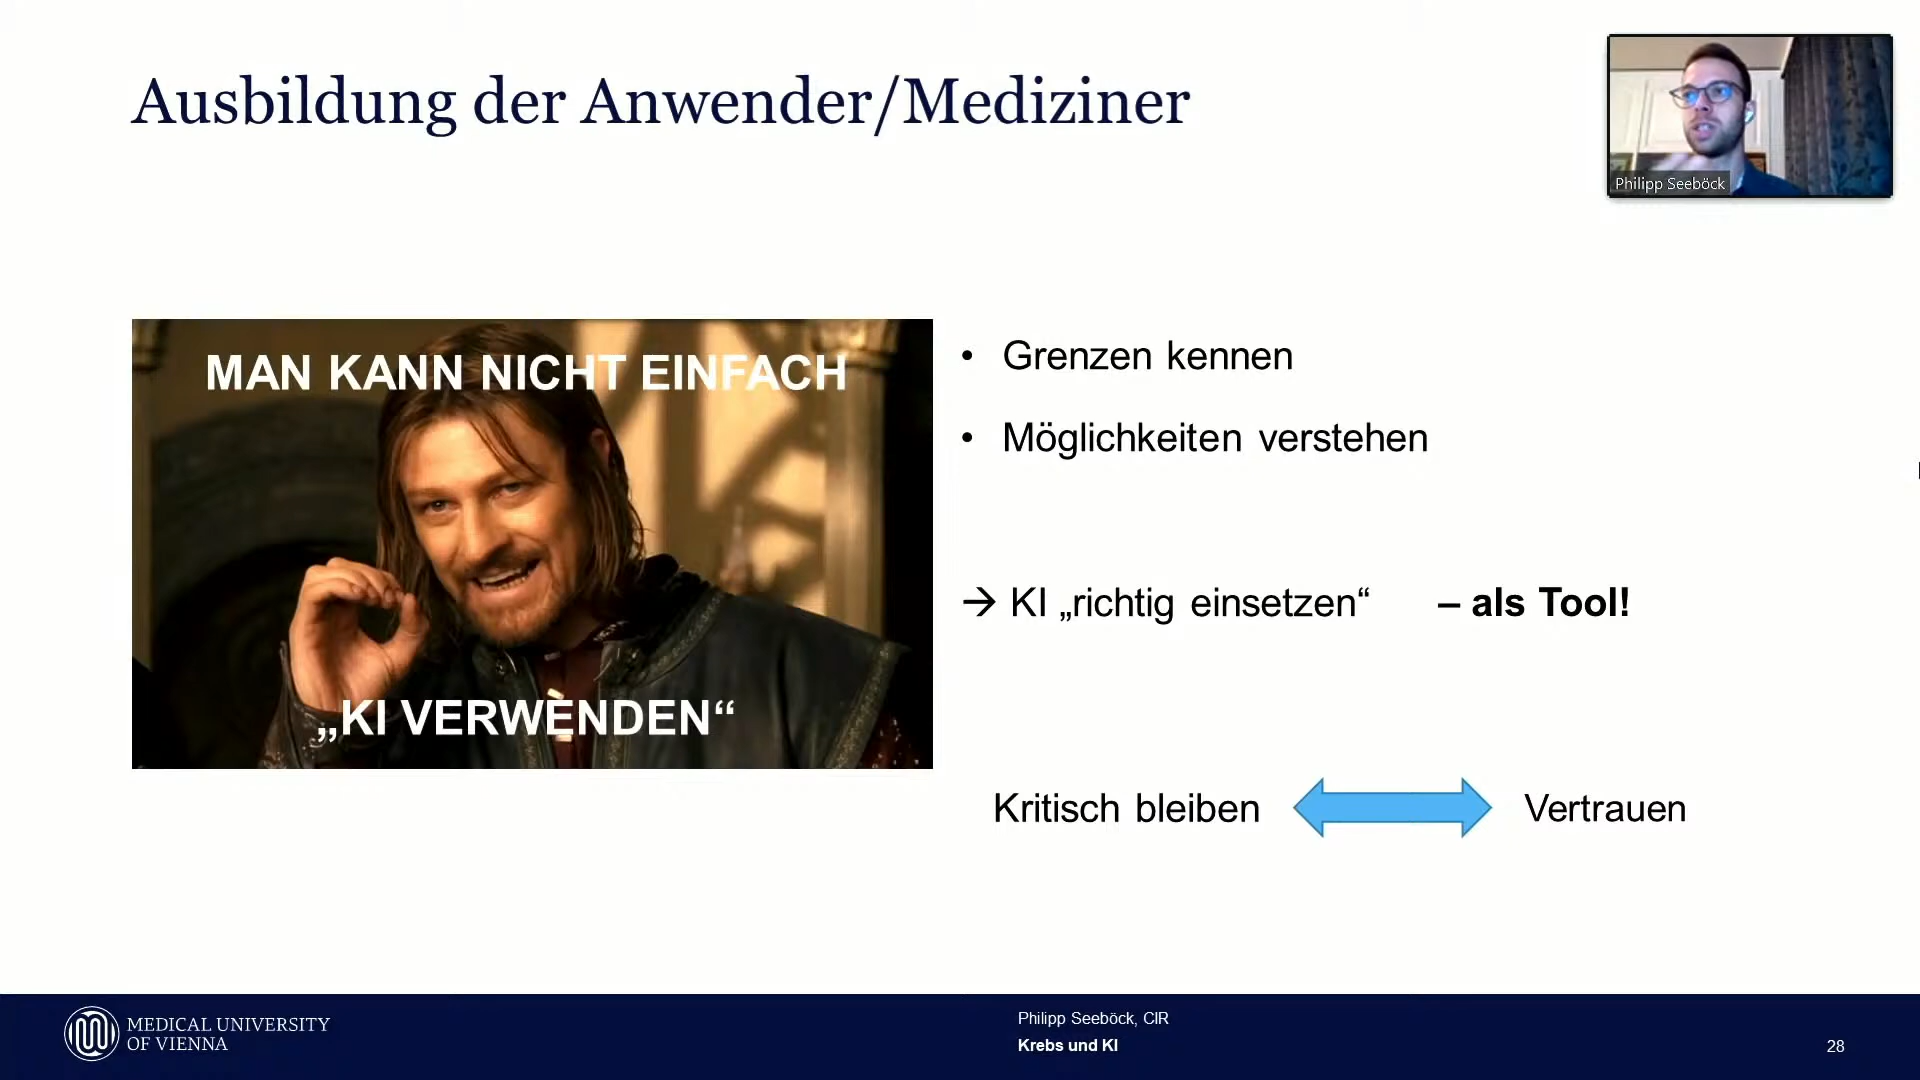 Ausbildung der Anwender/Mediziner
Philipp Seeböck
MAN KANN NICHT EINFACH
„KI VERWENDEN“
• Grenzen kennen
• Möglichkeiten verstehen
→ KI „richtig einsetzen“ – als Tool!
Kritisch bleiben
Vertrauen
MEDICAL UNIVERSITY
OF VIENNA
Philipp Seeböck, CIR
Krebs und KI
28